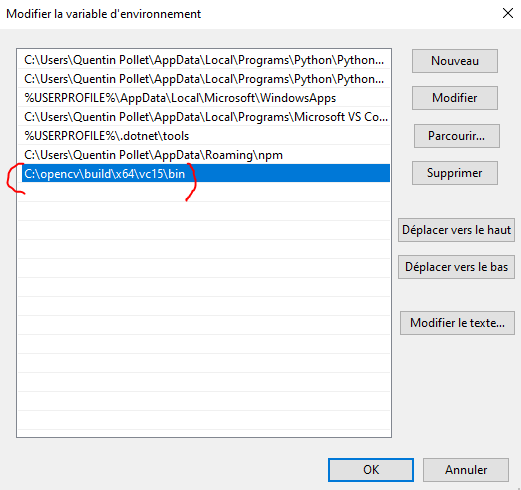 Modifier la variable d'environnement
C:\Users\Quentin Pollet\AppData\Local\Programs\Python\Python...
C:\Users\Quentin Pollet\AppData\Local\Programs\Python\Python...
%USERPROFILE%\AppData\Local\Microsoft\WindowsApps
C:\Users\Quentin Pollet\AppData\Local\Programs\Microsoft VS Co...
%USERPROFILE%\.dotnet\tools
C:\Users\Quentin Pollet\AppData\Roaming\npm
C:\opencv\build\x64\vc15\bin
Nouveau
Modifier
Parcourir...
Supprimer
Déplacer vers le haut
Déplacer vers le bas
Modifier le texte...
OK
Annuler